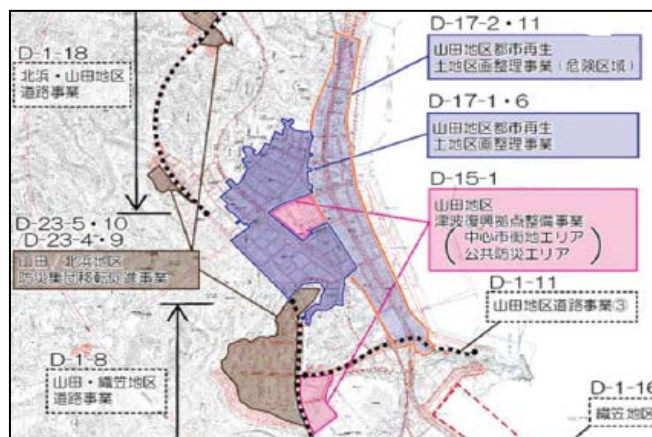 D-17-2・11
山田地区都市再生
土地区画整理事業(危険区域)
D-1-18
北浜・山田地区
道路事業
D-17-1・6
山田地区都市再生
土地区画整理事業
D-15-1
山田地区
津波復興拠点整備事業
(中心市街地エリア
公共防災エリア)
D-23-5・10
D-23-4・9
山田/北浜地区
防災集団移転促進事業
D-1-11
山田地区道路事業③
D-1-8
山田・織笠地区
道路事業
D-1-16
織笠地区